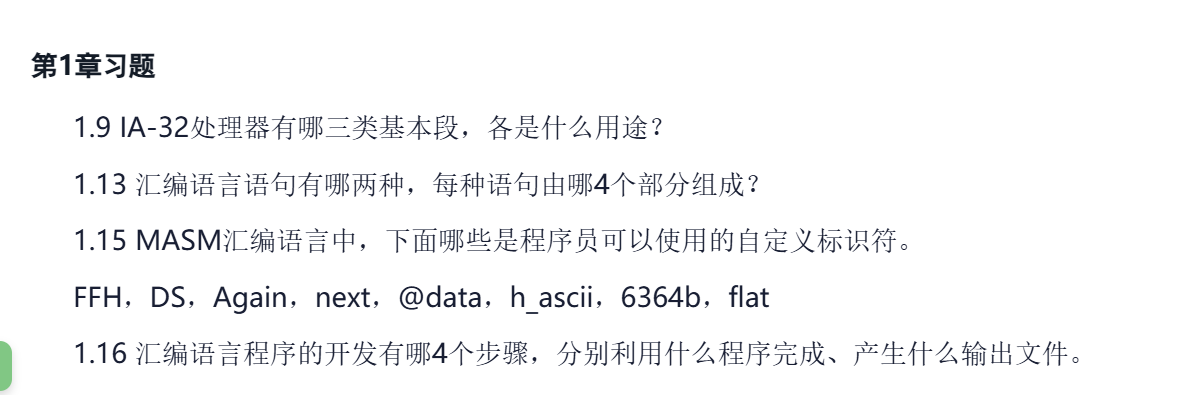 第1章习题
1.9 IA-32处理器有哪三类基本段，各是什么用途？
1.13 汇编语言语句有哪两种，每种语句由哪4个部分组成？
1.15 MASM汇编语言中，下面哪些是程序员可以使用的自定义标识符。
FFH，DS，Again，next，@data，h_ascii，6364b，flat
1.16 汇编语言程序的开发有哪4个步骤，分别利用什么程序完成、产生什么输出文件。